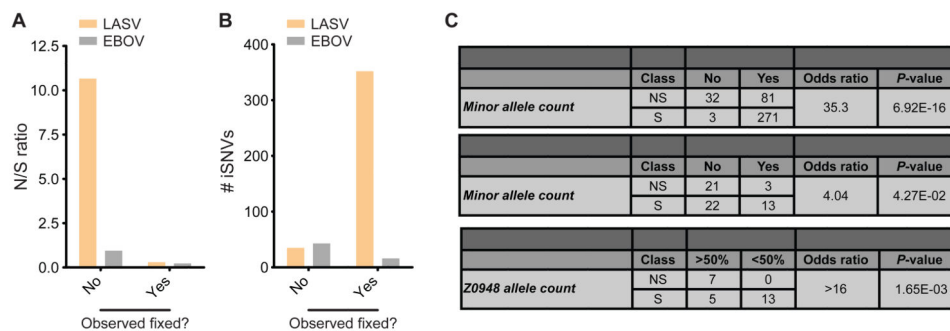 A
LASV
EBOV
12.5
10.0
7.5
5.0
2.5
0.0
N/S ratio
No
Yes
Observed fixed?
B
LASV
EBOV
400
300
200
100
0
# iSNVs
No
Yes
Observed fixed?
C
Class No Yes Odds ratio P-value
Minor allele count NS 32 81 35.3 6.92E-16
S 3 271
Class No Yes Odds ratio P-value
Minor allele count NS 21 3 4.04 4.27E-02
S 22 13
Class >50% <50% Odds ratio P-value
Z0948 allele count NS 7 0 >16 1.65E-03
S 5 13